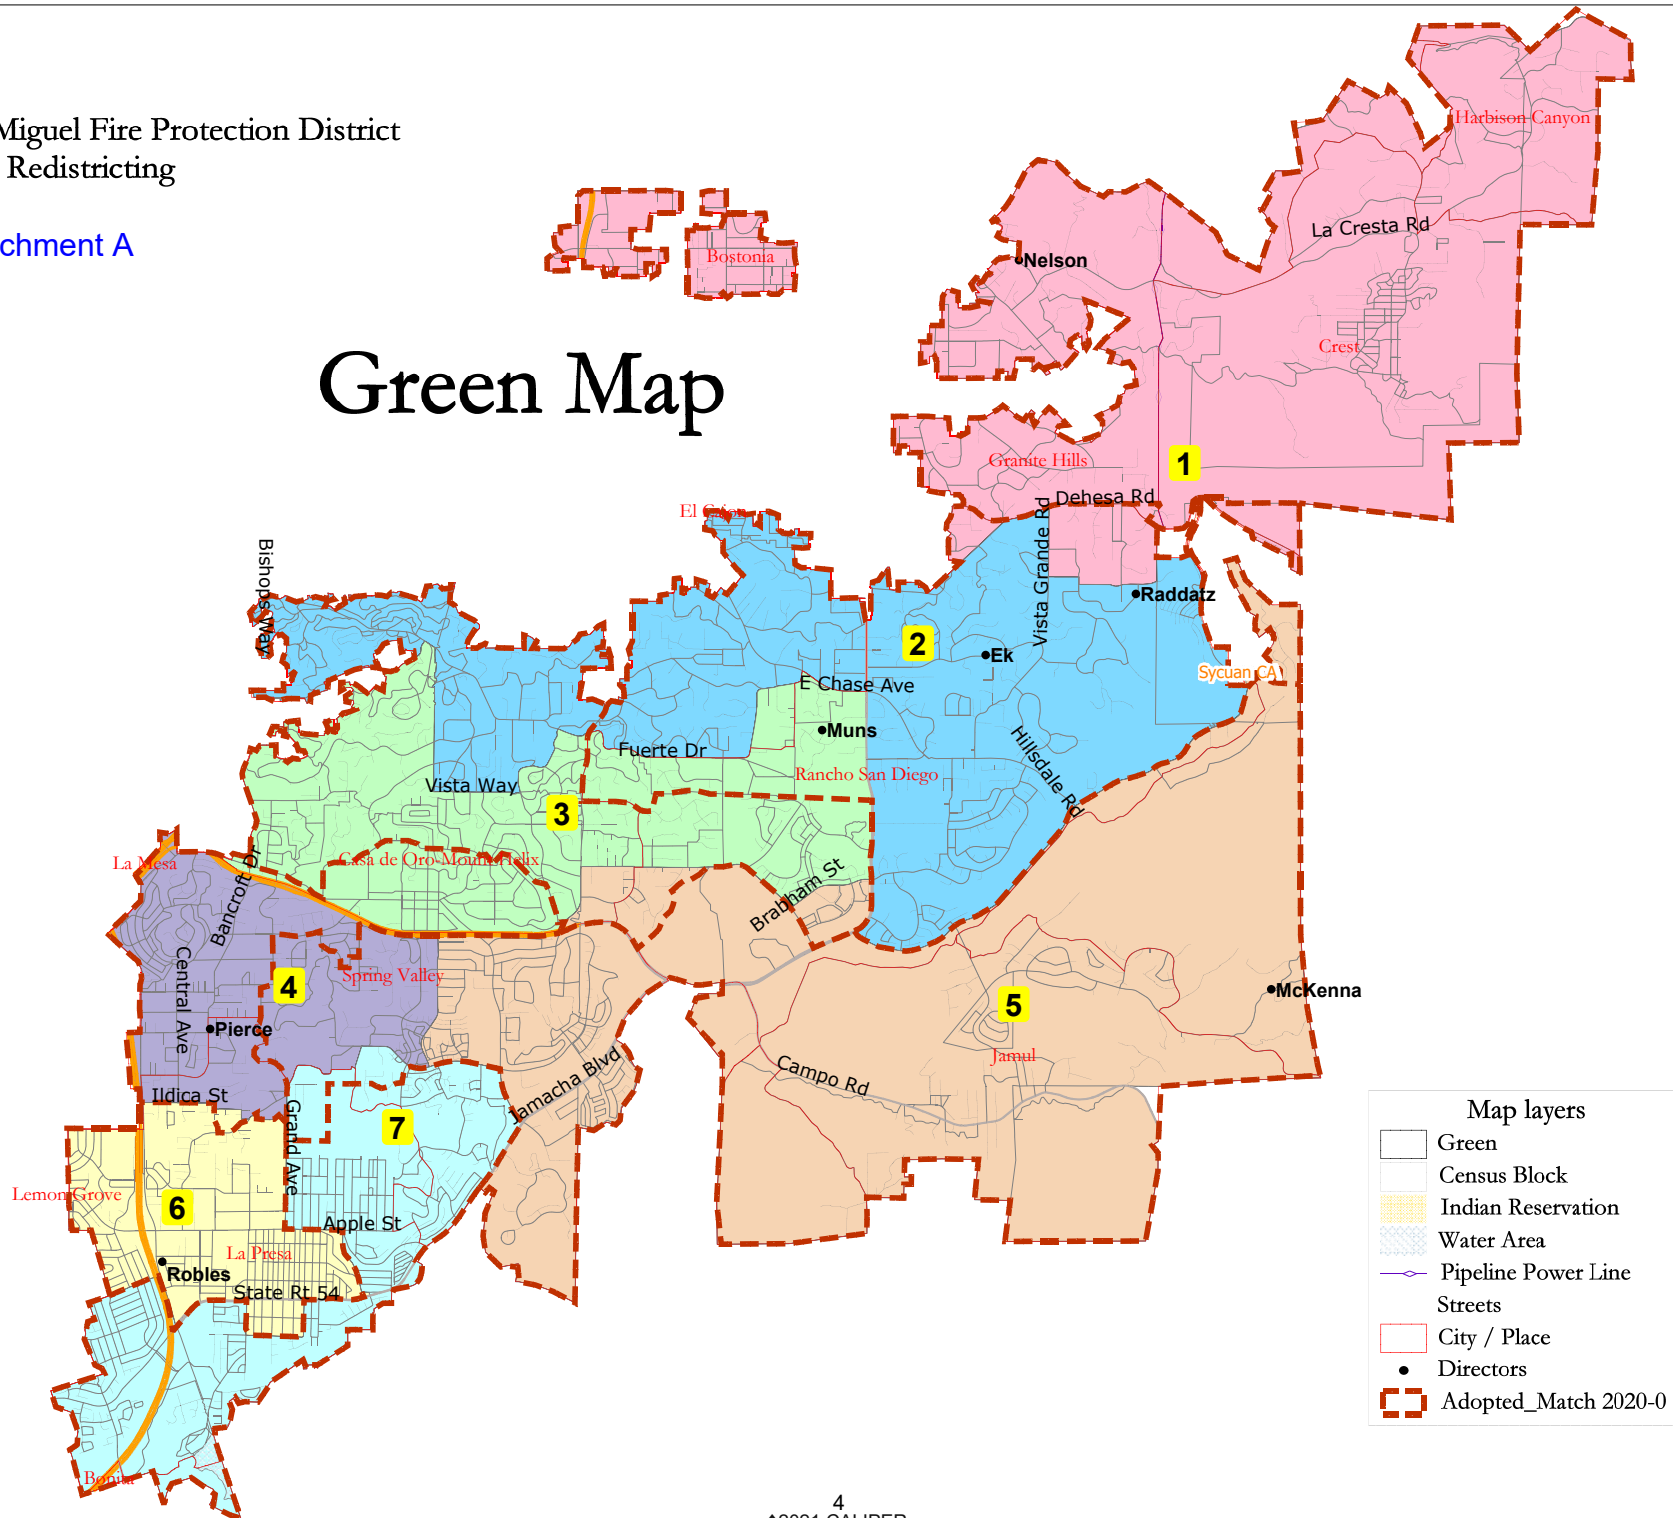 Miguel Fire Protection District
Redistricting
chment A
Green Map
Harbison Canyon
La Cresta Rd
Bostonia
Nelson
Crest
Granite Hills
1
Dehesa Rd
El Cajon
Vista Grande Rd
Bishops Way
Raddatz
2
Ek
Sycuan CA
E Chase Ave
Muns
Fuerte Dr
Hillsdale Rd
Rancho San Diego
Vista Way
3
La Mesa
Casa de Oro-Mount Helix
Bancroft Dr
Brabham St
Central Ave
Spring Valley
4
McKenna
5
Pierce
Jamul
Jamacha Blvd
Campo Rd
Ildica St
Grand Ave
7
Lemon Grove
6
Apple St
La Presa
Robles
State Rt 54
Bonita
Map layers
Green
Census Block
Indian Reservation
Water Area
Pipeline Power Line
Streets
City / Place
Directors
Adopted_Match 2020-0
4
2021 CALIPER